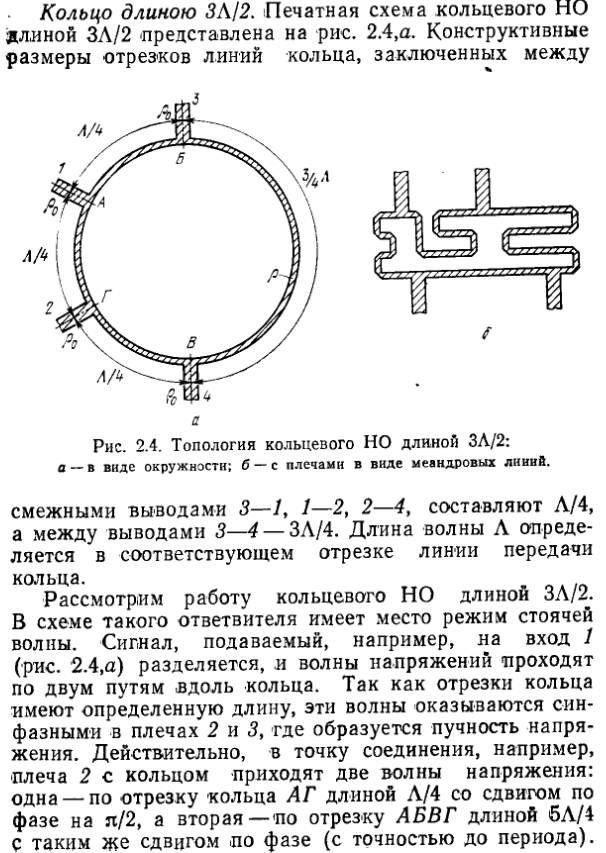 Кольцо длиною 3Λ/2. Печатная схема кольцевого НО
длиной 3Λ/2 представлена на рис. 2.4,а. Конструктивные
размеры отрезков линий кольца, заключенных между
ρ₀ 3
Λ/4
Б
3/4Λ
1
ρ₀ А
Λ/4
ρ
Г
2
ρ₀
В
Λ/4
ρ₀ 4
а
б
Рис. 2.4. Топология кольцевого НО длиной 3Λ/2:
а — в виде окружности; б — с плечами в виде меандровых линий.
смежными выводами 3—1, 1—2, 2—4, составляют Λ/4,
а между выводами 3—4 — 3Λ/4. Длина волны Λ опреде-
ляется в соответствующем отрезке линии передачи
кольца.
Рассмотрим работу кольцевого НО длиной 3Λ/2.
В схеме такого ответвителя имеет место режим стоячей
волны. Сигнал, подаваемый, например, на вход 1
(рис. 2.4,а) разделяется, и волны напряжений проходят
по двум путям вдоль кольца. Так как отрезки кольца
имеют определенную длину, эти волны оказываются син-
фазными в плечах 2 и 3, где образуется пучность напря-
жения. Действительно, в точку соединения, например,
плеча 2 с кольцом приходят две волны напряжения:
одна — по отрезку кольца АГ длиной Λ/4 со сдвигом по
фазе на π/2, а вторая — по отрезку АБВГ длиной 5Λ/4
с таким же сдвигом по фазе (с точностью до периода).